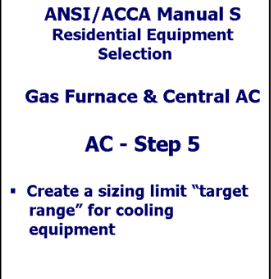 ANSI/ACCA Manual S
Residential Equipment
Selection
Gas Furnace & Central AC
AC - Step 5
▪ Create a sizing limit “target
range” for cooling
equipment